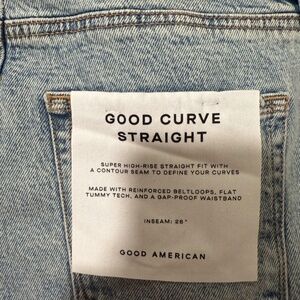 GOOD CURVE
STRAIGHT
SUPER HIGH-RISE STRAIGHT FIT WITH
A CONTOUR SEAM TO DEFINE YOUR CURVES
MADE WITH REINFORCED BELTLOOPS, FLAT
TUMMY TECH, AND A GAP-PROOF WAISTBAND
INSEAM: 26"
GOOD AMERICAN